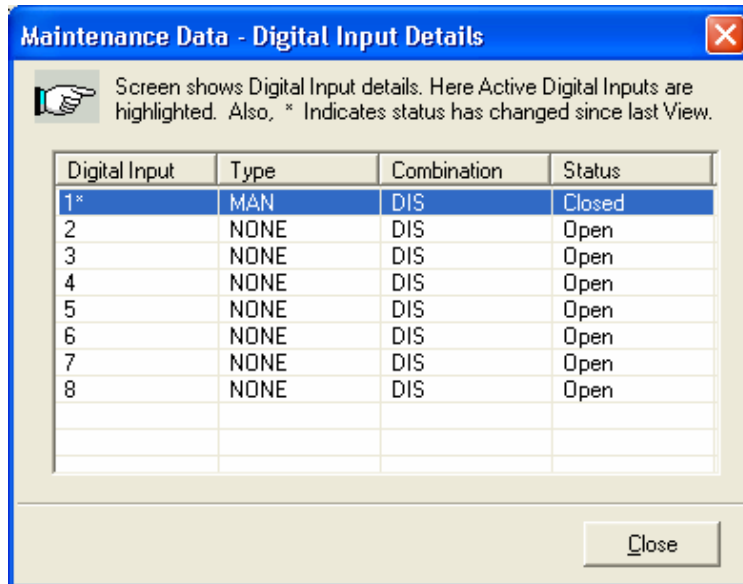 Maintenance Data - Digital Input Details
Screen shows Digital Input details. Here Active Digital Inputs are
highlighted. Also, * Indicates status has changed since last View.
Digital Input Type Combination Status
1* MAN DIS Closed
2 NONE DIS Open
3 NONE DIS Open
4 NONE DIS Open
5 NONE DIS Open
6 NONE DIS Open
7 NONE DIS Open
8 NONE DIS Open
Close